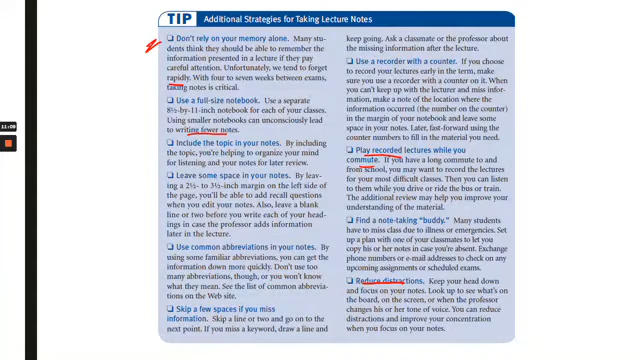 TIP Additional Strategies for Taking Lecture Notes
❑ Don't rely on your memory alone. Many stu-
dents think they should be able to remember the
information presented in a lecture if they pay
careful attention. Unfortunately, we tend to forget
rapidly. With four to seven weeks between exams,
taking notes is critical.
❑ Use a full-size notebook. Use a separate
8½-by-11-inch notebook for each of your classes.
Using smaller notebooks can unconsciously lead
to writing fewer notes.
❑ Include the topic in your notes. By including
the topic, you're helping to organize your mind
for listening and your notes for later review.
❑ Leave some space in your notes. By leav-
ing a 2½- to 3½-inch margin on the left side of
the page, you'll be able to add recall questions
when you edit your notes. Also, leave a blank
line or two before you write each of your head-
ings in case the professor adds information
later in the lecture.
❑ Use common abbreviations in your notes. By
using some familiar abbreviations, you can get the
information down more quickly. Don't use too
many abbreviations, though, or you won't know
what they mean. See the list of common abbrevia-
tions on the Web site.
❑ Skip a few spaces if you miss
information. Skip a line or two and go on to the
next point. If you miss a keyword, draw a line and
keep going. Ask a classmate or the professor about
the missing information after the lecture.
❑ Use a recorder with a counter. If you choose
to record your lectures early in the term, make
sure you use a recorder with a counter on it. When
you can't keep up with the lecturer and miss infor-
mation, make a note of the location where the
information occurred (the number on the counter)
in the margin of your notebook and leave some
space in your notes. Later, fast-forward using the
counter numbers to fill in the material you need.
❑ Play recorded lectures while you
commute. If you have a long commute to and
from school, you may want to record the lectures
for your most difficult classes. Then you can
listen to them while you drive or ride the bus or train.
The additional review may help you improve your
understanding of the material.
❑ Find a note-taking "buddy." Many students
have to miss class due to illness or emergencies. Set
up a plan with one of your classmates to let you copy
his or her notes in case you're absent. Exchange
phone numbers or e-mail addresses to check on any
upcoming assignments or scheduled exams.
❑ Reduce distractions. Keep your head down
and focus on your notes. Look up to see what's on
the board, on the screen, or when the professor
changes his or her tone of voice. You can reduce
distractions and improve your concentration
when you focus on your notes.